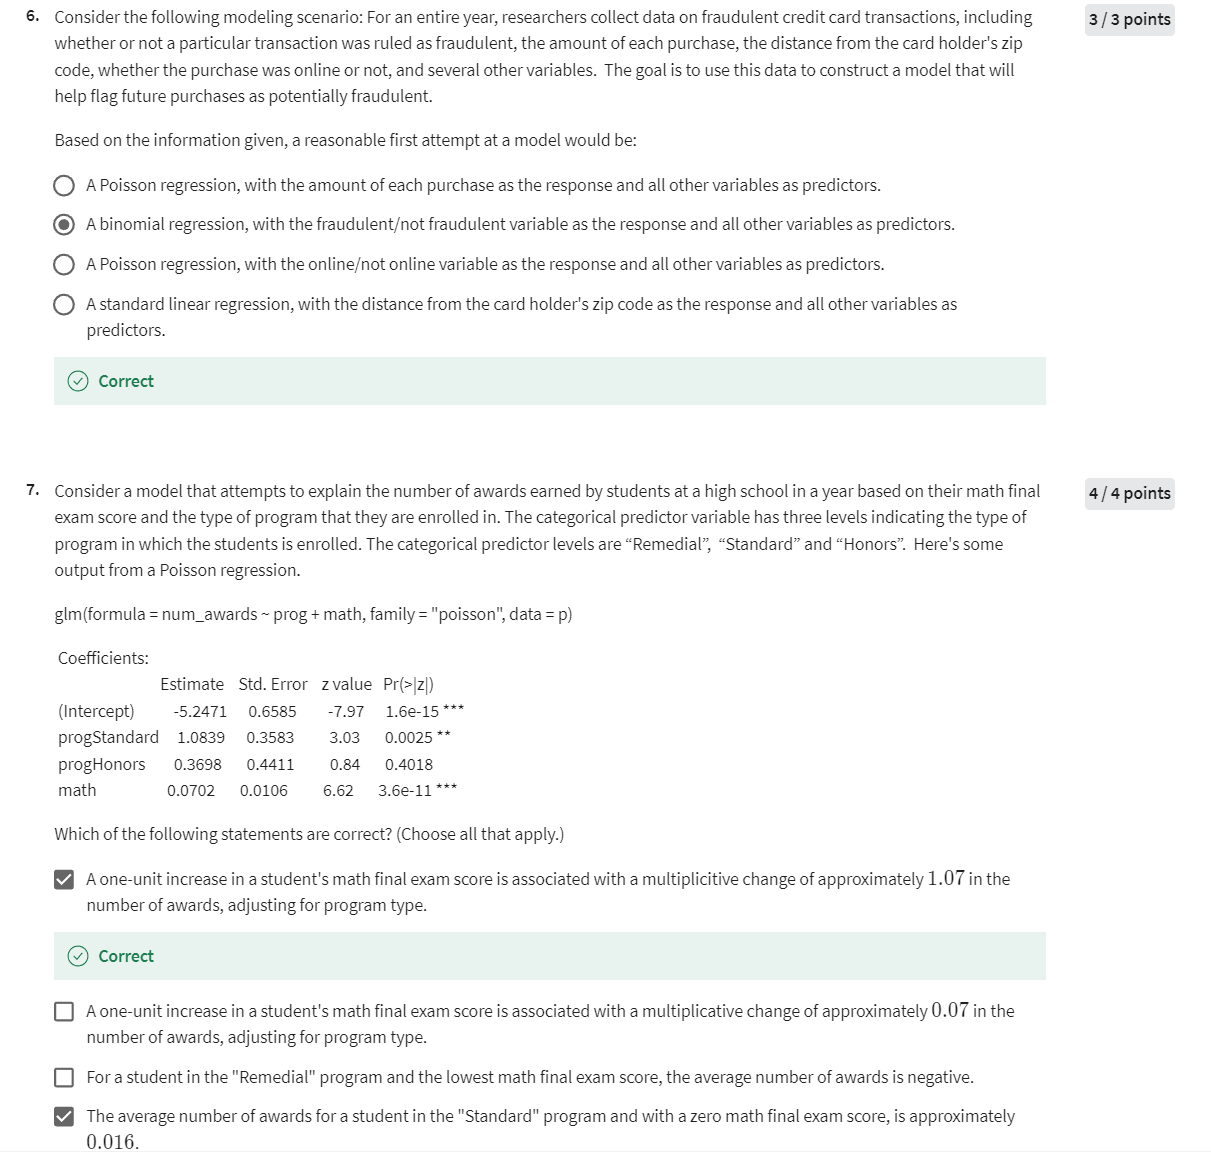 6. Consider the following modeling scenario: For an entire year, researchers collect data on fraudulent credit card transactions, including
3 / 3 points
whether or not a particular transaction was ruled as fraudulent, the amount of each purchase, the distance from the card holder's zip
code, whether the purchase was online or not, and several other variables. The goal is to use this data to construct a model that will
help flag future purchases as potentially fraudulent.
Based on the information given, a reasonable first attempt at a model would be:
A Poisson regression, with the amount of each purchase as the response and all other variables as predictors.
A binomial regression, with the fraudulent/not fraudulent variable as the response and all other variables as predictors.
A Poisson regression, with the online/not online variable as the response and all other variables as predictors.
A standard linear regression, with the distance from the card holder's zip code as the response and all other variables as
predictors.
Correct
7. Consider a model that attempts to explain the number of awards earned by students at a high school in a year based on their math final
4 / 4 points
exam score and the type of program that they are enrolled in. The categorical predictor variable has three levels indicating the type of
program in which the students is enrolled. The categorical predictor levels are “Remedial”, “Standard” and “Honors”. Here's some
output from a Poisson regression.
glm(formula = num_awards ~ prog + math, family = "poisson", data = p)
Coefficients:
Estimate Std. Error z value Pr(>|z|)
(Intercept) -5.2471 0.6585 -7.97 1.6e-15 ***
progStandard 1.0839 0.3583 3.03 0.0025 **
progHonors 0.3698 0.4411 0.84 0.4018
math 0.0702 0.0106 6.62 3.6e-11 ***
Which of the following statements are correct? (Choose all that apply.)
A one-unit increase in a student's math final exam score is associated with a multiplicitive change of approximately 1.07 in the
number of awards, adjusting for program type.
Correct
A one-unit increase in a student's math final exam score is associated with a multiplicative change of approximately 0.07 in the
number of awards, adjusting for program type.
For a student in the "Remedial" program and the lowest math final exam score, the average number of awards is negative.
The average number of awards for a student in the "Standard" program and with a zero math final exam score, is approximately
0.016.